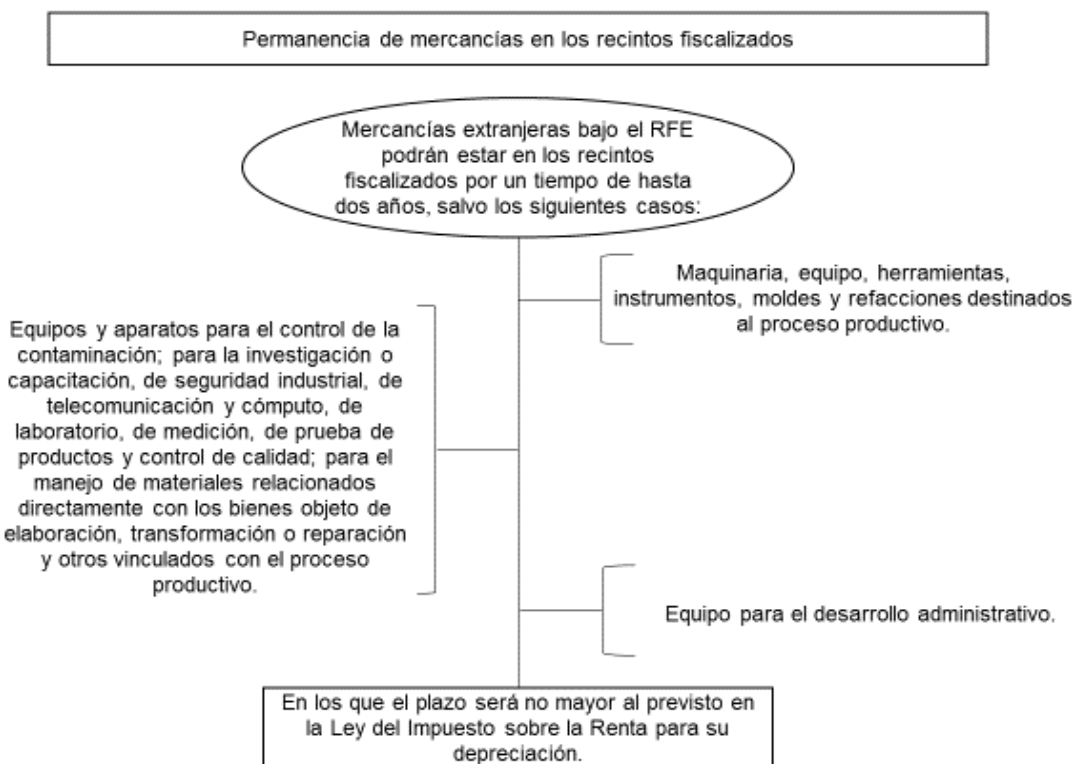 Permanencia de mercancías en los recintos fiscalizados
Mercancías extranjeras bajo el RFE
podrán estar en los recintos
fiscalizados por un tiempo de hasta
dos años, salvo los siguientes casos:
Maquinaria, equipo, herramientas,
instrumentos, moldes y refacciones destinados
al proceso productivo.
Equipos y aparatos para el control de la
contaminación; para la investigación o
capacitación, de seguridad industrial, de
telecomunicación y cómputo, de
laboratorio, de medición, de prueba de
productos y control de calidad; para el
manejo de materiales relacionados
directamente con los bienes objeto de
elaboración, transformación o reparación
y otros vinculados con el proceso
productivo.
Equipo para el desarrollo administrativo.
En los que el plazo será no mayor al previsto en
la Ley del Impuesto sobre la Renta para su
depreciación.